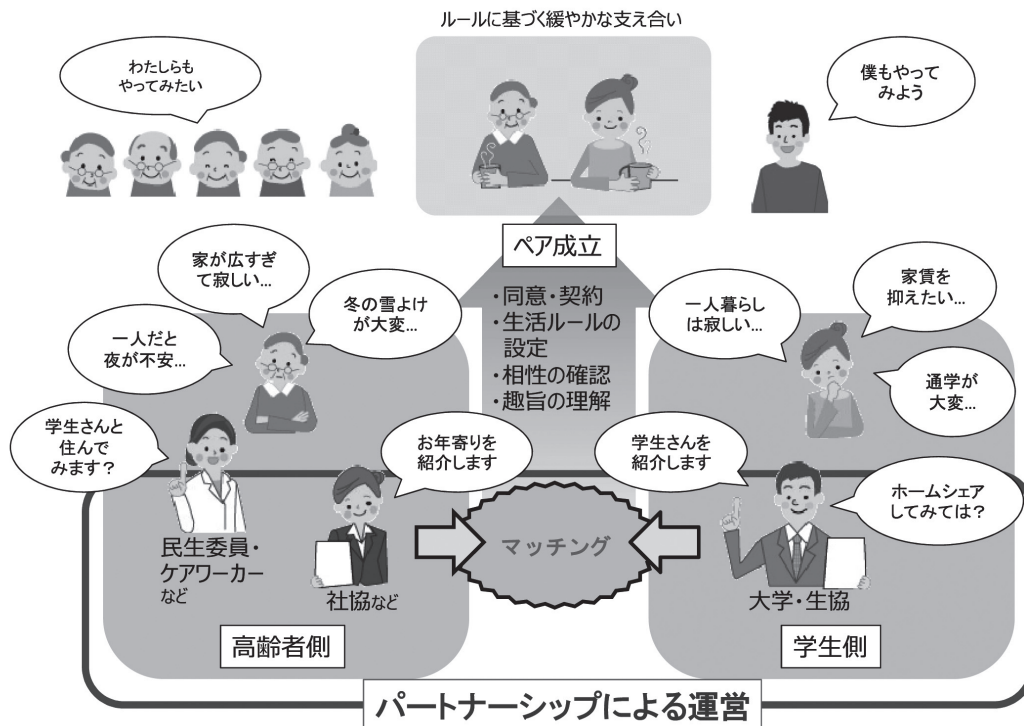 ルールに基づく緩やかな支え合い
わたしらも
やってみたい
僕もやって
みよう
ペア成立
家が広すぎ
て寂しい...
冬の雪よけ
が大変...
一人だと
夜が不安...
学生さんと
住んで
みます？
お年寄りを
紹介します
・同意・契約
・生活ルールの
設定
・相性の確認
・趣旨の理解
一人暮らし
は寂しい...
家賃を
抑えたい...
通学が
大変...
学生さんを
紹介します
ホームシェア
してみては？
民生委員・
ケアワーカー
など
社協など
マッチング
大学・生協
高齢者側
学生側
パートナーシップによる運営